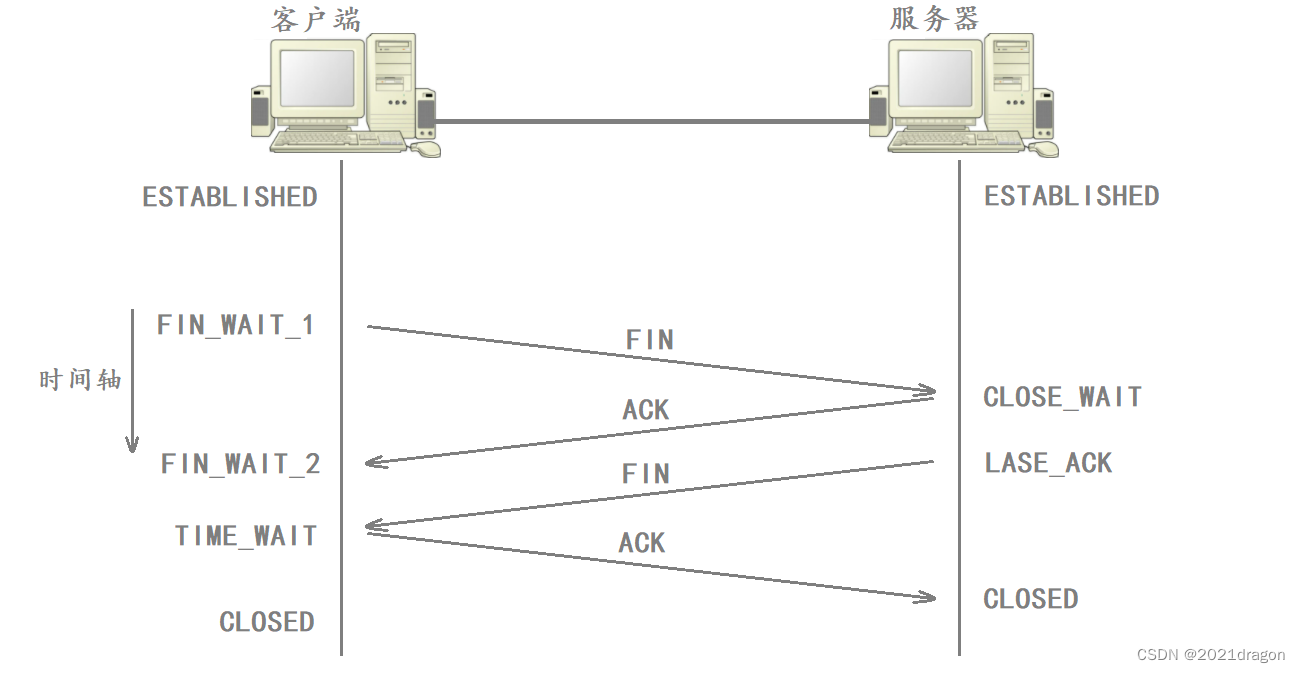 客户端
服务器
ESTABLISHED
ESTABLISHED
FIN_WAIT_1
FIN
时间轴
CLOSE_WAIT
ACK
FIN_WAIT_2
FIN
LASE_ACK
TIME_WAIT
ACK
CLOSED
CLOSED
CSDN @2021dragon